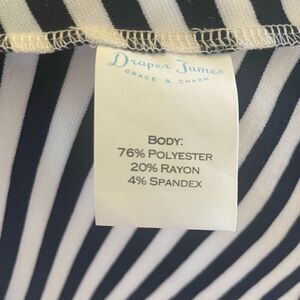 Draper James
GRACE & CHARM
BODY:
76% POLYESTER
20% RAYON
4% SPANDEX